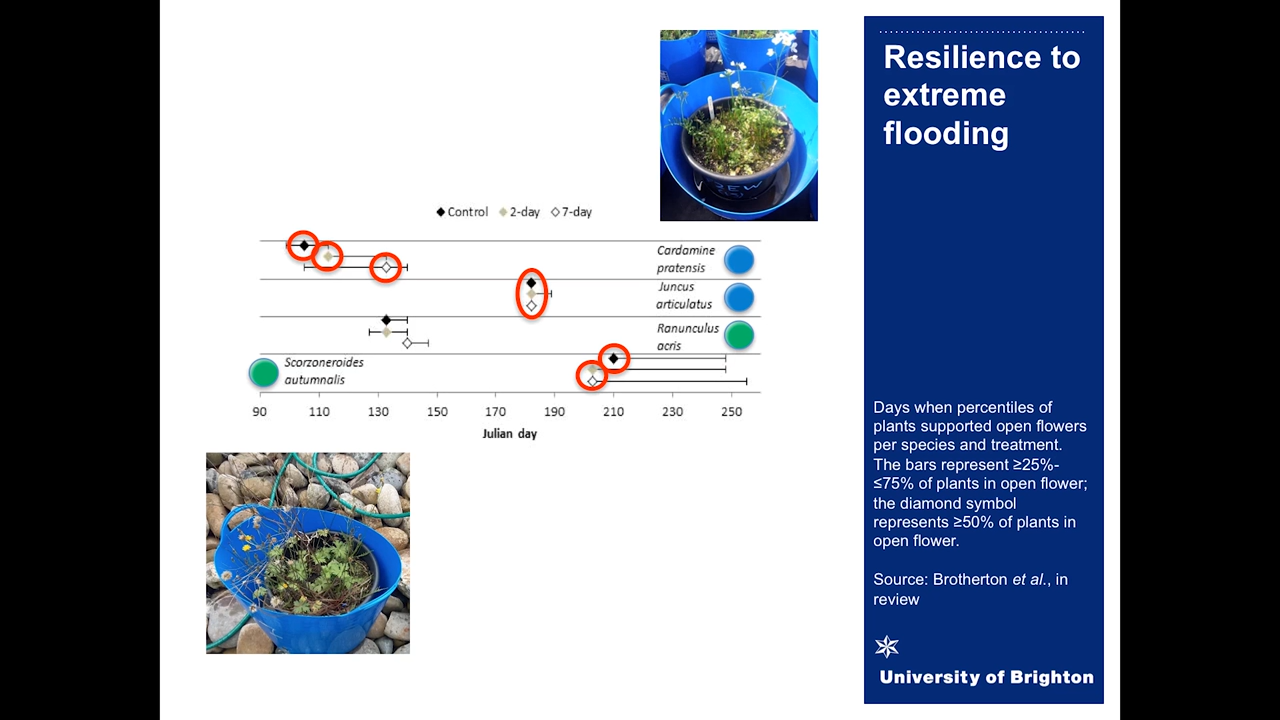 Resilience to
extreme
flooding
Control 2-day 7-day
Cardamine
pratensis
Juncus
articulatus
Ranunculus
acris
Scorzoneroides
autumnalis
90 110 130 150 170 190 210 230 250
Julian day
Days when percentiles of
plants supported open flowers
per species and treatment.
The bars represent ≥25%-
≤75% of plants in open flower;
the diamond symbol
represents ≥50% of plants in
open flower.
Source: Brotherton et al., in
review
University of Brighton